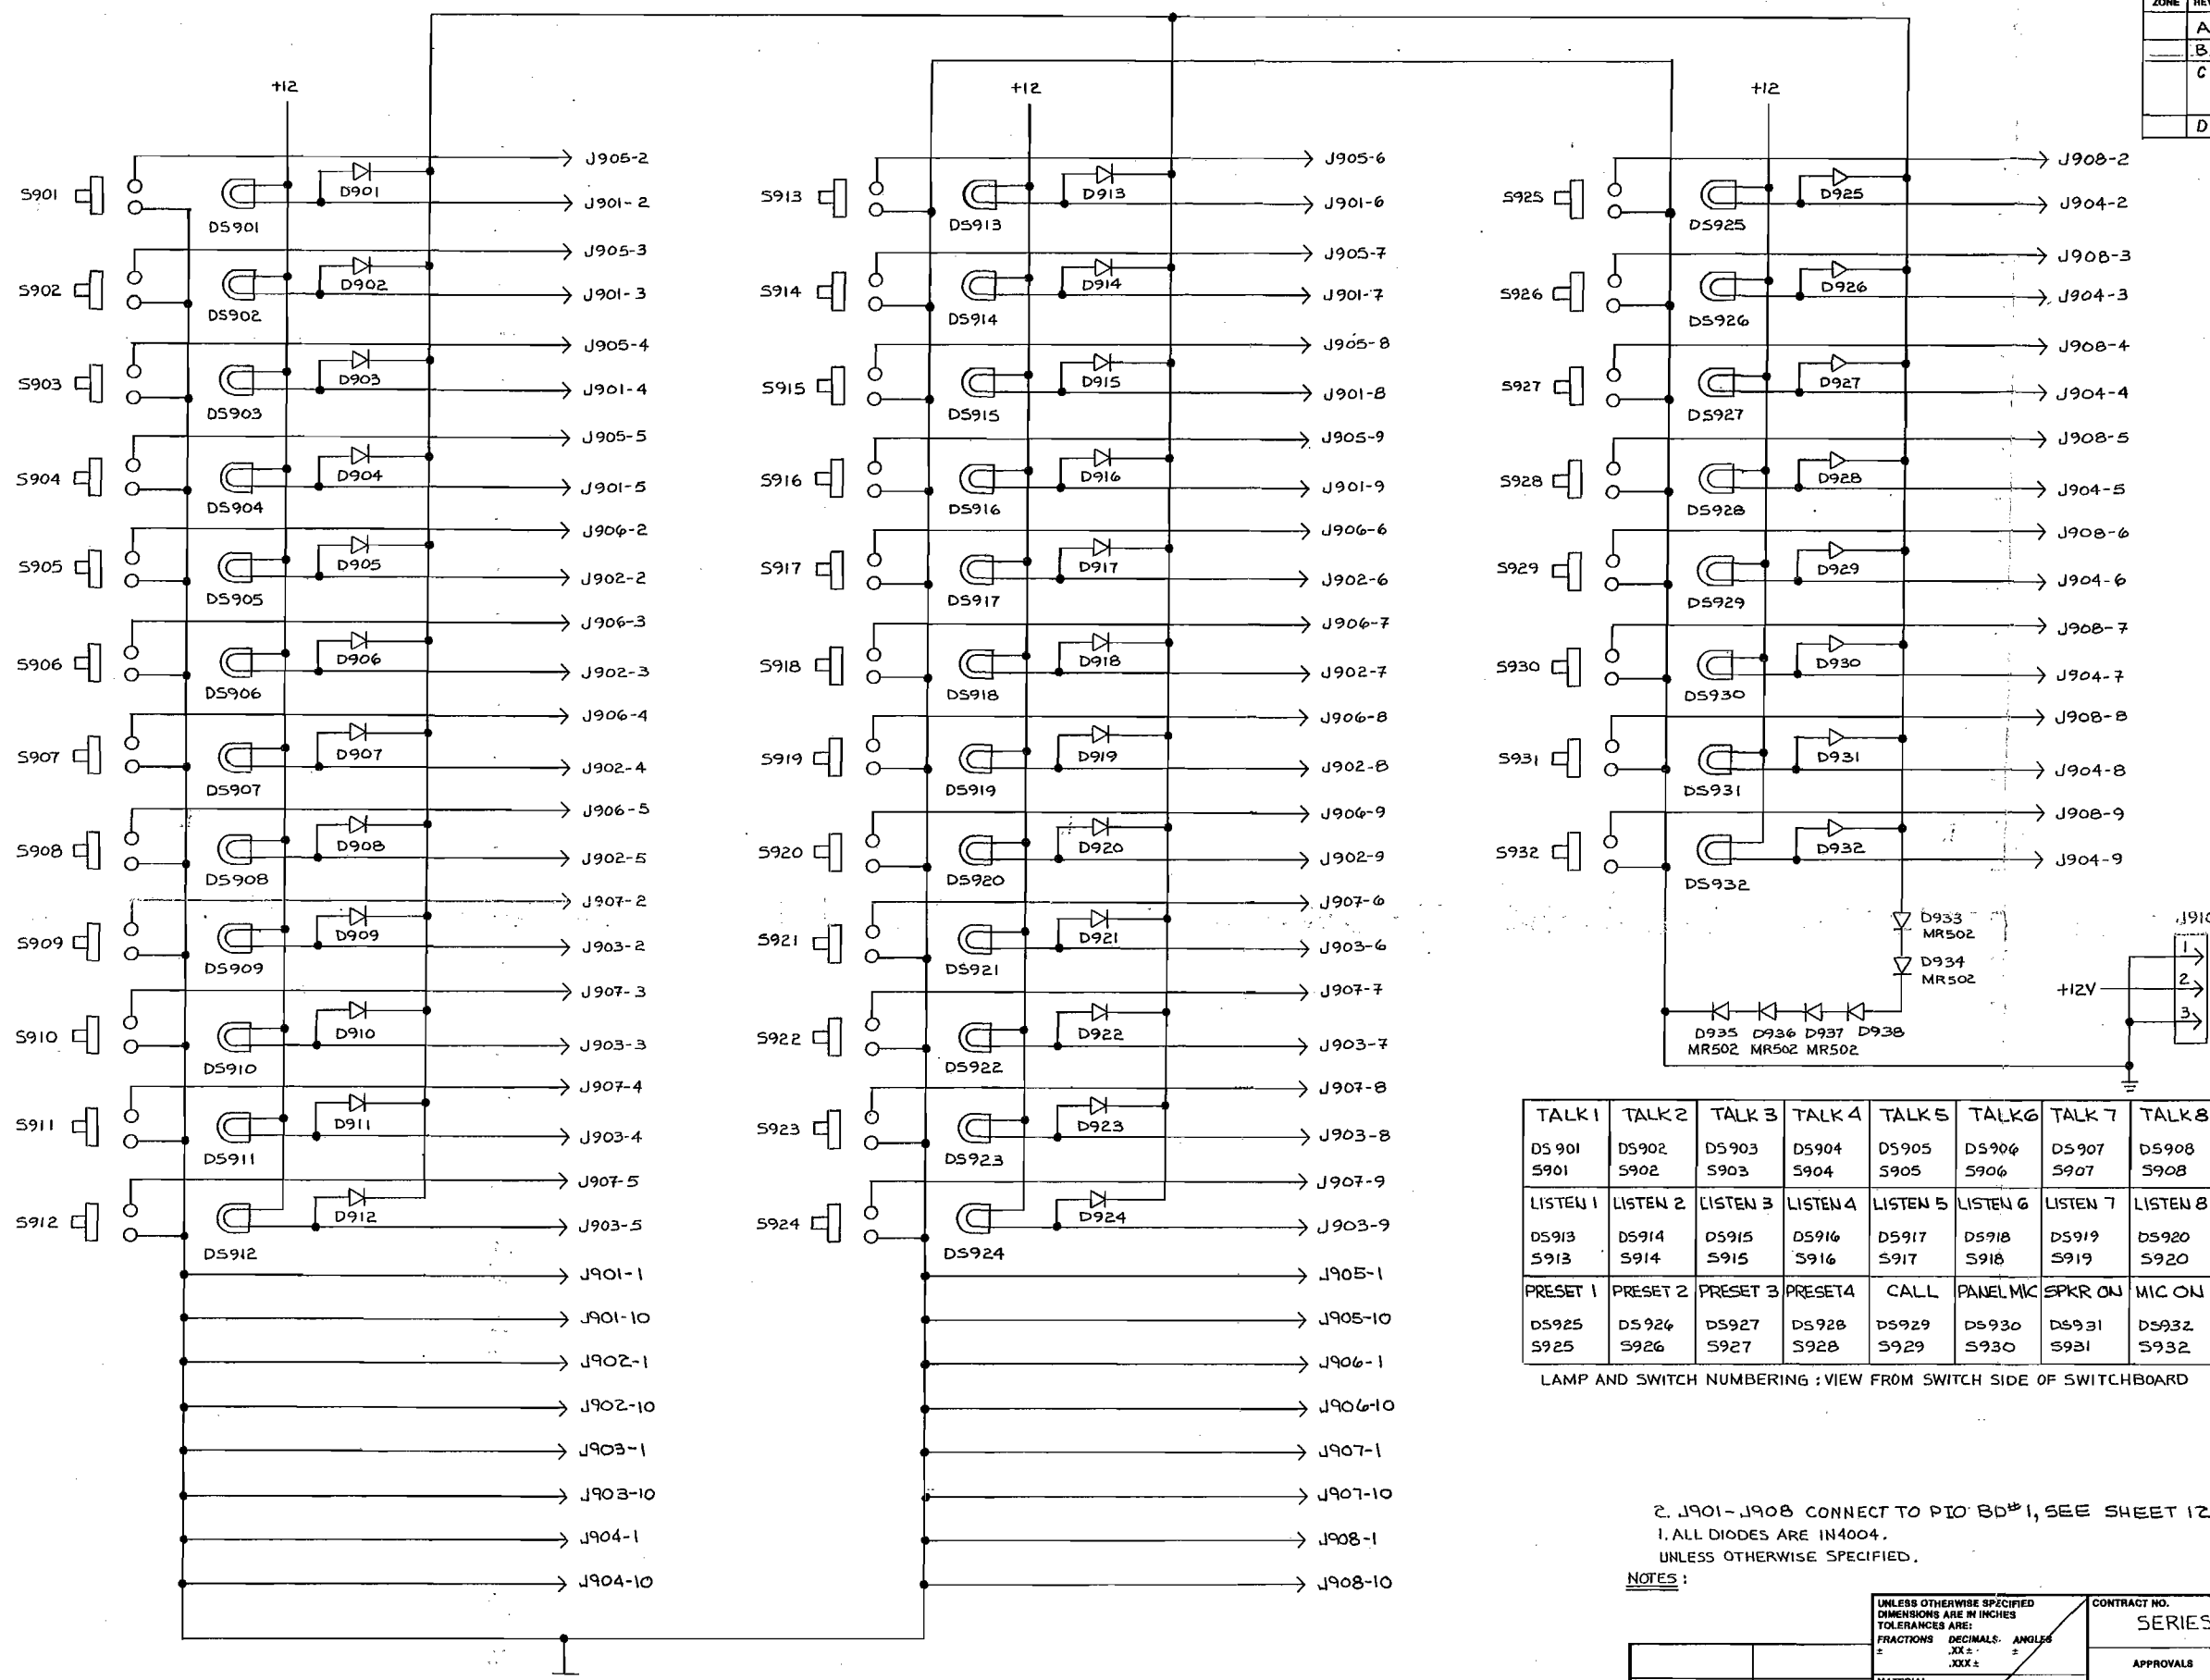 ZONE
A
B
C
D
+12
+12
+12
S901
DS901
D901
J905-2
J901-2
S902
DS902
D902
J905-3
J901-3
S903
DS903
D903
J905-4
J901-4
S904
DS904
D904
J905-5
J901-5
S905
DS905
D905
J906-2
J902-2
S906
DS906
D906
J906-3
J902-3
S907
DS907
D907
J906-4
J902-4
S908
DS908
D908
J906-5
J902-5
S909
DS909
D909
J907-2
J903-2
S910
DS910
D910
J907-3
J903-3
S911
DS911
D911
J907-4
J903-4
S912
DS912
D912
J907-5
J903-5
J901-1
J901-10
J902-1
J902-10
J903-1
J903-10
J904-1
J904-10
S913
DS913
D913
J905-6
J901-6
S914
DS914
D914
J905-7
J901-7
S915
DS915
D915
J905-8
J901-8
S916
DS916
D916
J905-9
J901-9
S917
DS917
D917
J906-6
J902-6
S918
DS918
D918
J906-7
J902-7
S919
DS919
D919
J906-8
J902-8
S920
DS920
D920
J906-9
J902-9
S921
DS921
D921
J907-6
J903-6
S922
DS922
D922
J907-7
J903-7
S923
DS923
D923
J907-8
J903-8
S924
DS924
D924
J907-9
J903-9
J905-1
J905-10
J906-1
J906-10
J907-1
J907-10
J908-1
J908-10
S925
DS925
D925
J908-2
J904-2
S926
DS926
D926
J908-3
J904-3
S927
DS927
D927
J908-4
J904-4
S928
DS928
D928
J908-5
J904-5
S929
DS929
D929
J908-6
J904-6
S930
DS930
D930
J908-7
J904-7
S931
DS931
D931
J908-8
J904-8
S932
DS932
D932
J908-9
J904-9
D933
MR502
D934
MR502
D935 D936 D937 D938
MR502 MR502 MR502
+12V
1
2
3
TALK 1 TALK 2 TALK 3 TALK 4 TALK 5 TALK 6 TALK 7 TALK 8
DS901 DS902 DS903 DS904 DS905 DS906 DS907 DS908
S901 S902 S903 S904 S905 S906 S907 S908
LISTEN 1 LISTEN 2 LISTEN 3 LISTEN 4 LISTEN 5 LISTEN 6 LISTEN 7 LISTEN 8
DS913 DS914 DS915 DS916 DS917 DS918 DS919 DS920
S913 S914 S915 S916 S917 S918 S919 S920
PRESET 1 PRESET 2 PRESET 3 PRESET 4 CALL PANEL MIC SPKR ON MIC ON
DS925 DS926 DS927 DS928 DS929 DS930 DS931 DS932
S925 S926 S927 S928 S929 S930 S931 S932
LAMP AND SWITCH NUMBERING : VIEW FROM SWITCH SIDE OF SWITCHBOARD
2. J901-J908 CONNECT TO PIO BD#1, SEE SHEET 12
1. ALL DIODES ARE IN4004.
UNLESS OTHERWISE SPECIFIED.
NOTES:
UNLESS OTHERWISE SPECIFIED
DIMENSIONS ARE IN INCHES
TOLERANCES ARE:
FRACTIONS DECIMALS ANGLES
± .XX ± ±
.XXX ±
CONTRACT NO.
SERIES
APPROVALS